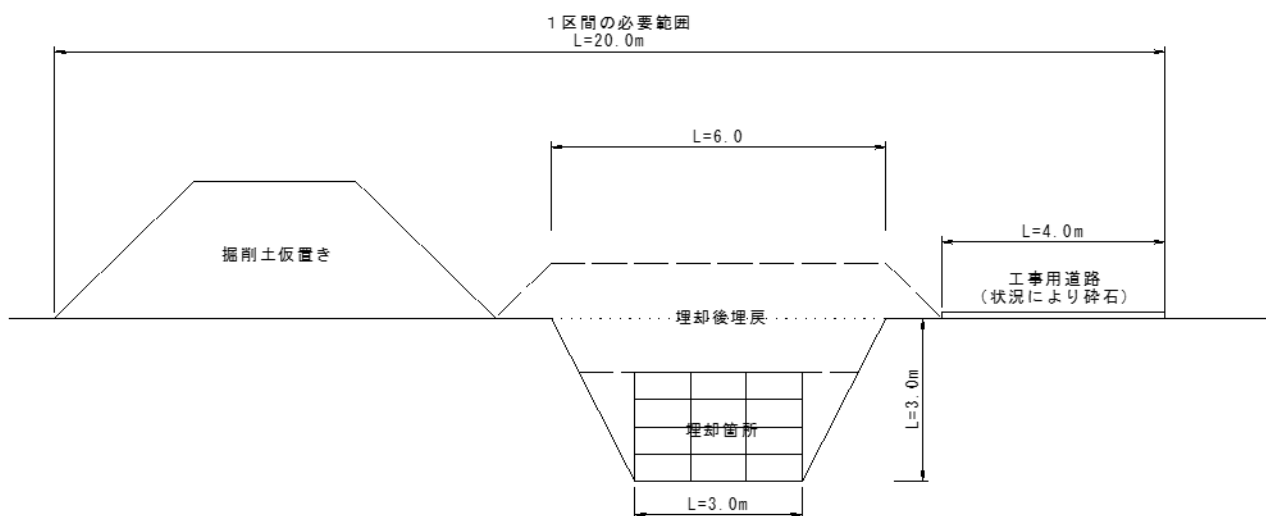 1区間の必要範囲
L=20.0m
L=6.0
L=4.0m
掘削土仮置き
工事用道路
(状況により砕石)
埋却後埋戻
L=3.0m
埋却箇所
L=3.0m